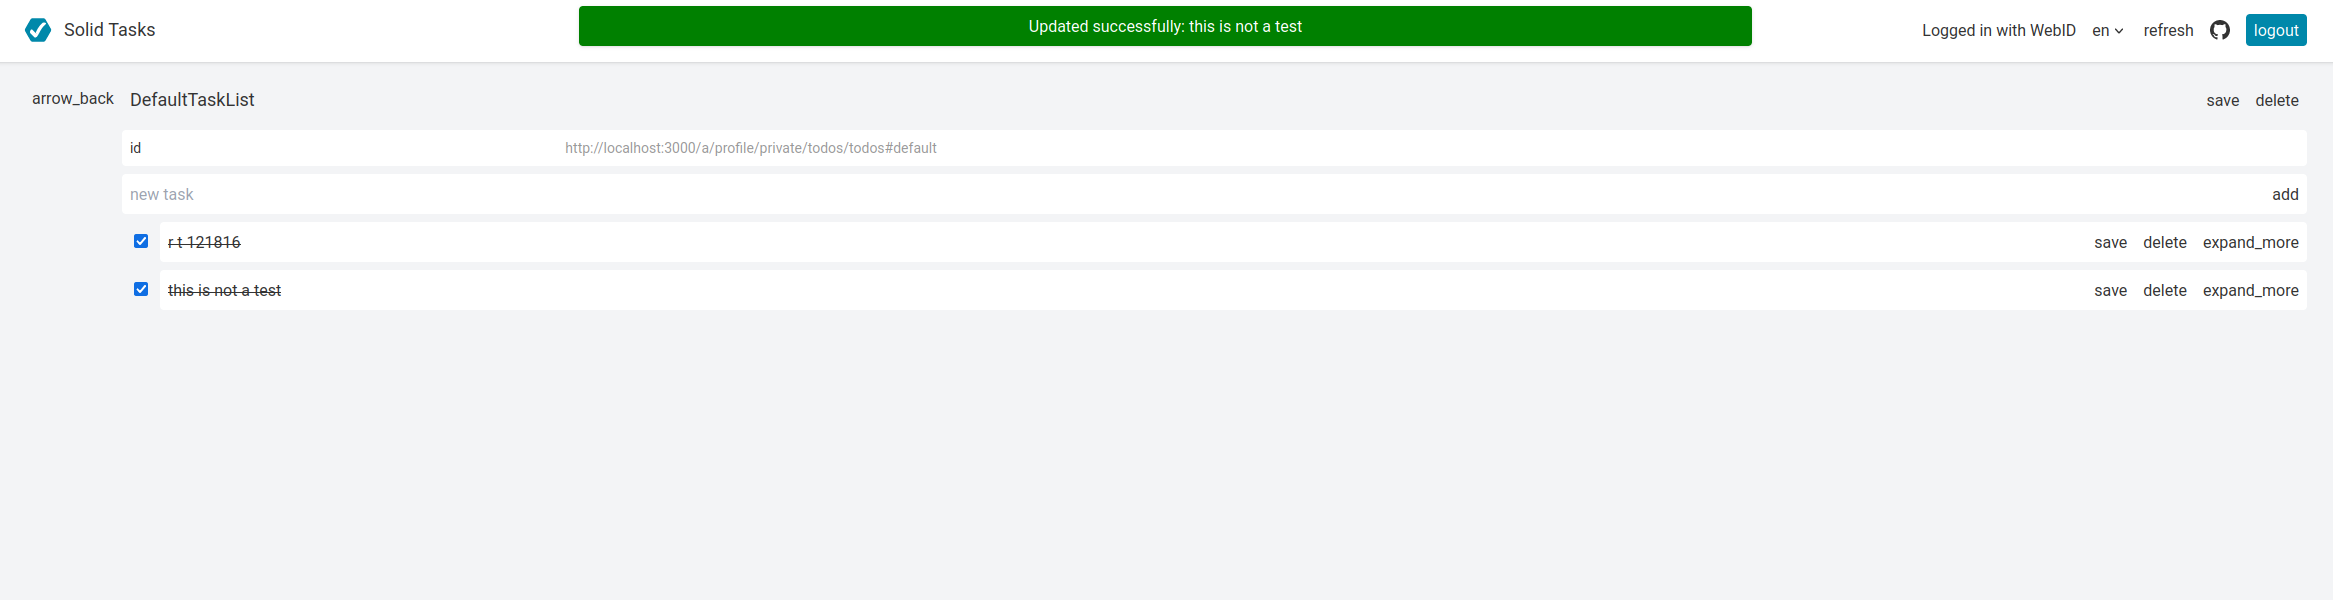 Solid Tasks
Updated successfully: this is not a test
Logged in with WebID en refresh logout
arrow_back DefaultTaskList save delete
id http://localhost:3000/a/profile/private/todos/todos#default
new task add
r t 121816 save delete expand_more
this is not a test save delete expand_more